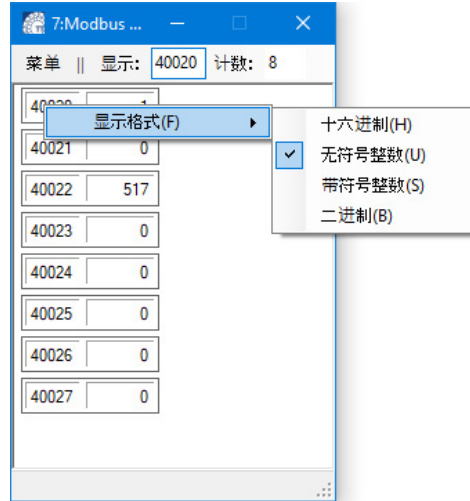 7:Modbus ...
菜单 || 显示: 40020 计数: 8
显示格式(F)
十六进制(H)
无符号整数(U)
带符号整数(S)
二进制(B)
40021 0
40022 517
40023 0
40024 0
40025 0
40026 0
40027 0